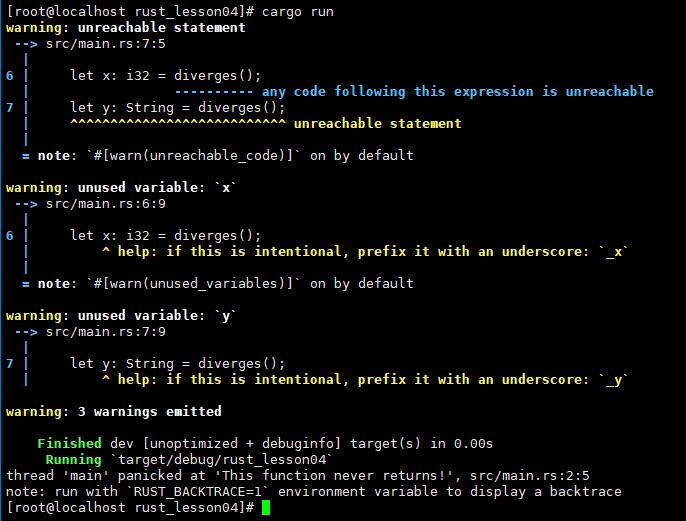 [root@localhost rust_lesson04]# cargo run
warning: unreachable statement
 --> src/main.rs:7:5
  |
6 |     let x: i32 = diverges();
  |                  ---------- any code following this expression is unreachable
7 |     let y: String = diverges();
  |     ^^^^^^^^^^^^^^^^^^^^^^^^^^^ unreachable statement
  |
  = note: `#[warn(unreachable_code)]` on by default

warning: unused variable: `x`
 --> src/main.rs:6:9
  |
6 |     let x: i32 = diverges();
  |         ^ help: if this is intentional, prefix it with an underscore: `_x`
  |
  = note: `#[warn(unused_variables)]` on by default

warning: unused variable: `y`
 --> src/main.rs:7:9
  |
7 |     let y: String = diverges();
  |         ^ help: if this is intentional, prefix it with an underscore: `_y`

warning: 3 warnings emitted

    Finished dev [unoptimized + debuginfo] target(s) in 0.00s
     Running `target/debug/rust_lesson04`
thread 'main' panicked at 'This function never returns!', src/main.rs:2:5
note: run with `RUST_BACKTRACE=1` environment variable to display a backtrace
[root@localhost rust_lesson04]#